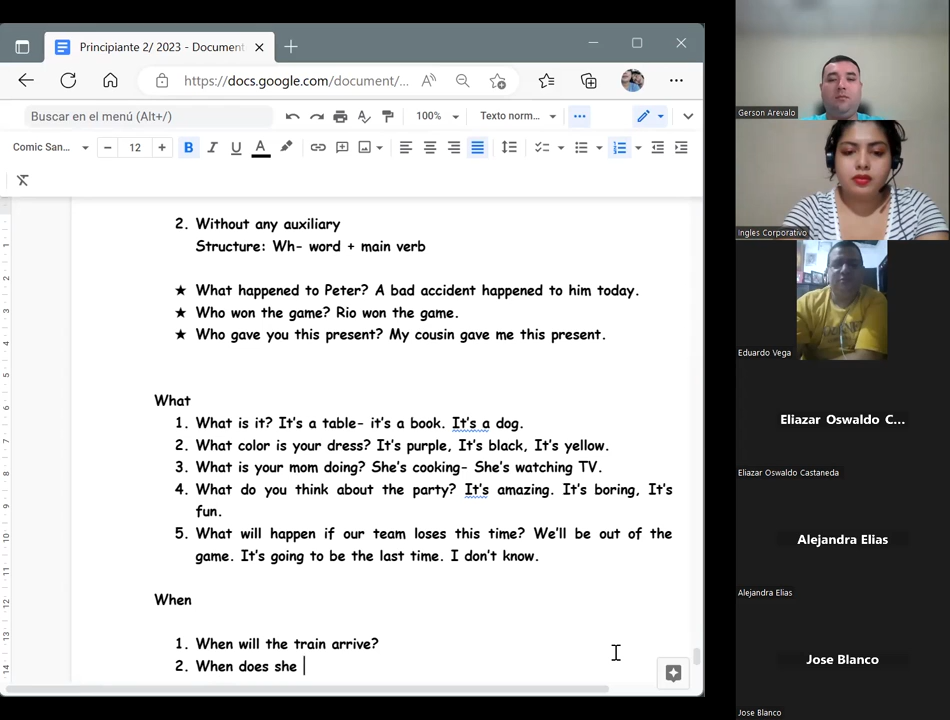 Principiante 2/ 2023 - Document
https://docs.google.com/document/...
Buscar en el menú (Alt+/)
100%
Texto norm...
Comic San...
12
2. Without any auxiliary
Structure: Wh- word + main verb
★ What happened to Peter? A bad accident happened to him today.
★ Who won the game? Rio won the game.
★ Who gave you this present? My cousin gave me this present.
What
1. What is it? It's a table- it's a book. It's a dog.
2. What color is your dress? It's purple, It's black, It's yellow.
3. What is your mom doing? She's cooking- She's watching TV.
4. What do you think about the party? It's amazing. It's boring, It's
fun.
5. What will happen if our team loses this time? We'll be out of the
game. It's going to be the last time. I don't know.
When
1. When will the train arrive?
2. When does she
Gerson Arevalo
Ingles Corporativo
Eduardo Vega
Eliazar Oswaldo C...
Eliazar Oswaldo Castaneda
Alejandra Elias
Alejandra Elias
Jose Blanco
Jose Blanco